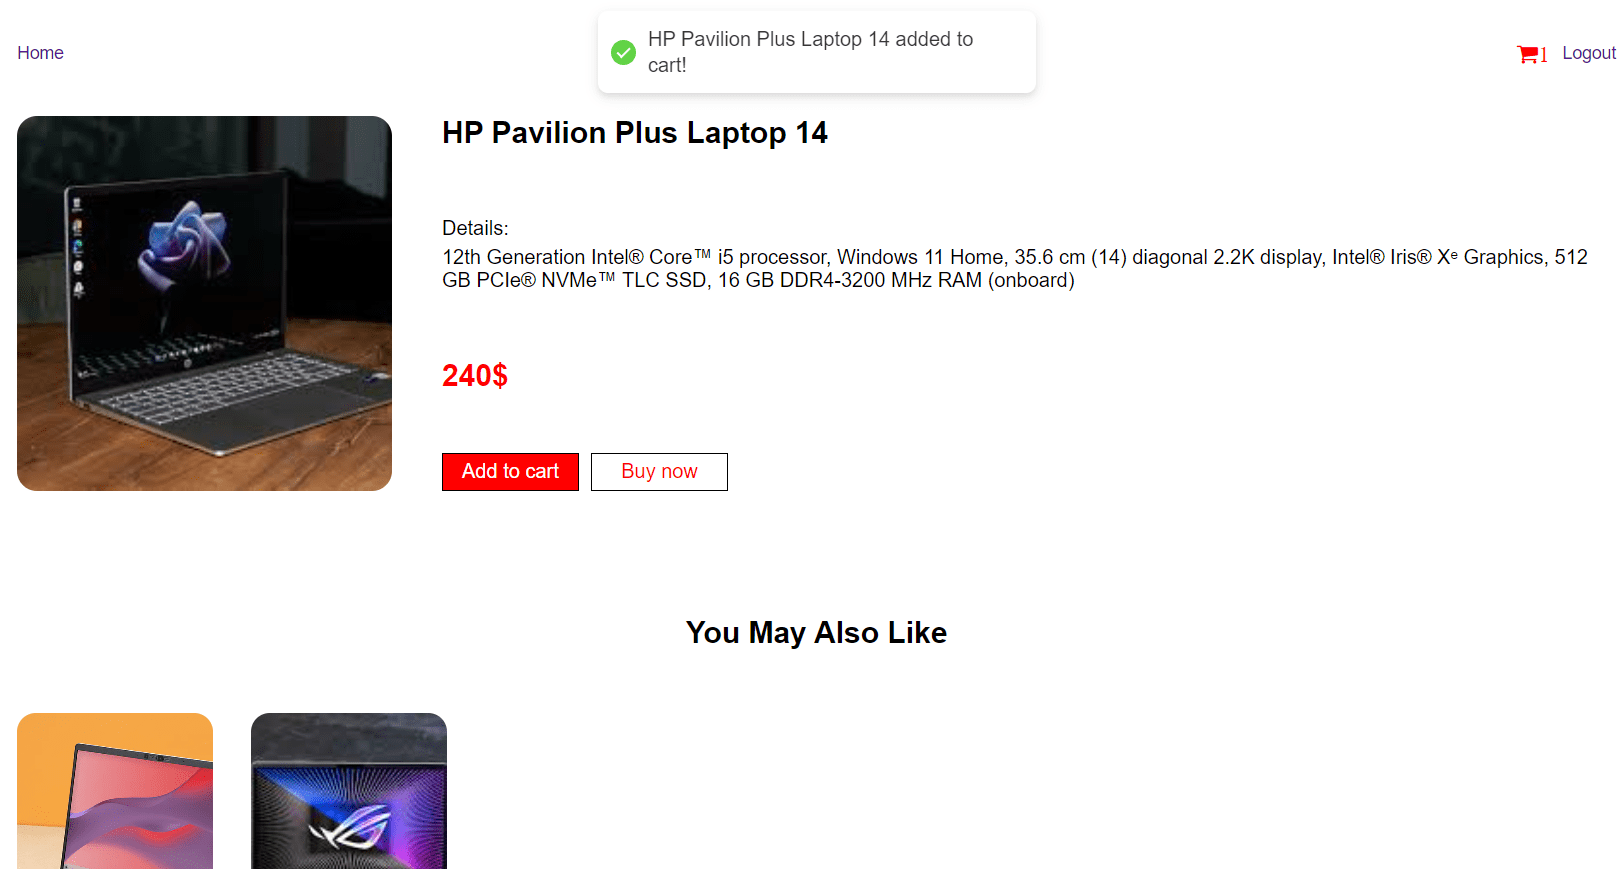 Home
HP Pavilion Plus Laptop 14 added to
cart!
1 Logout
HP Pavilion Plus Laptop 14
Details:
12th Generation Intel® Core™ i5 processor, Windows 11 Home, 35.6 cm (14) diagonal 2.2K display, Intel® Iris® Xᵉ Graphics, 512
GB PCIe® NVMe™ TLC SSD, 16 GB DDR4-3200 MHz RAM (onboard)
240$
Add to cart Buy now
You May Also Like